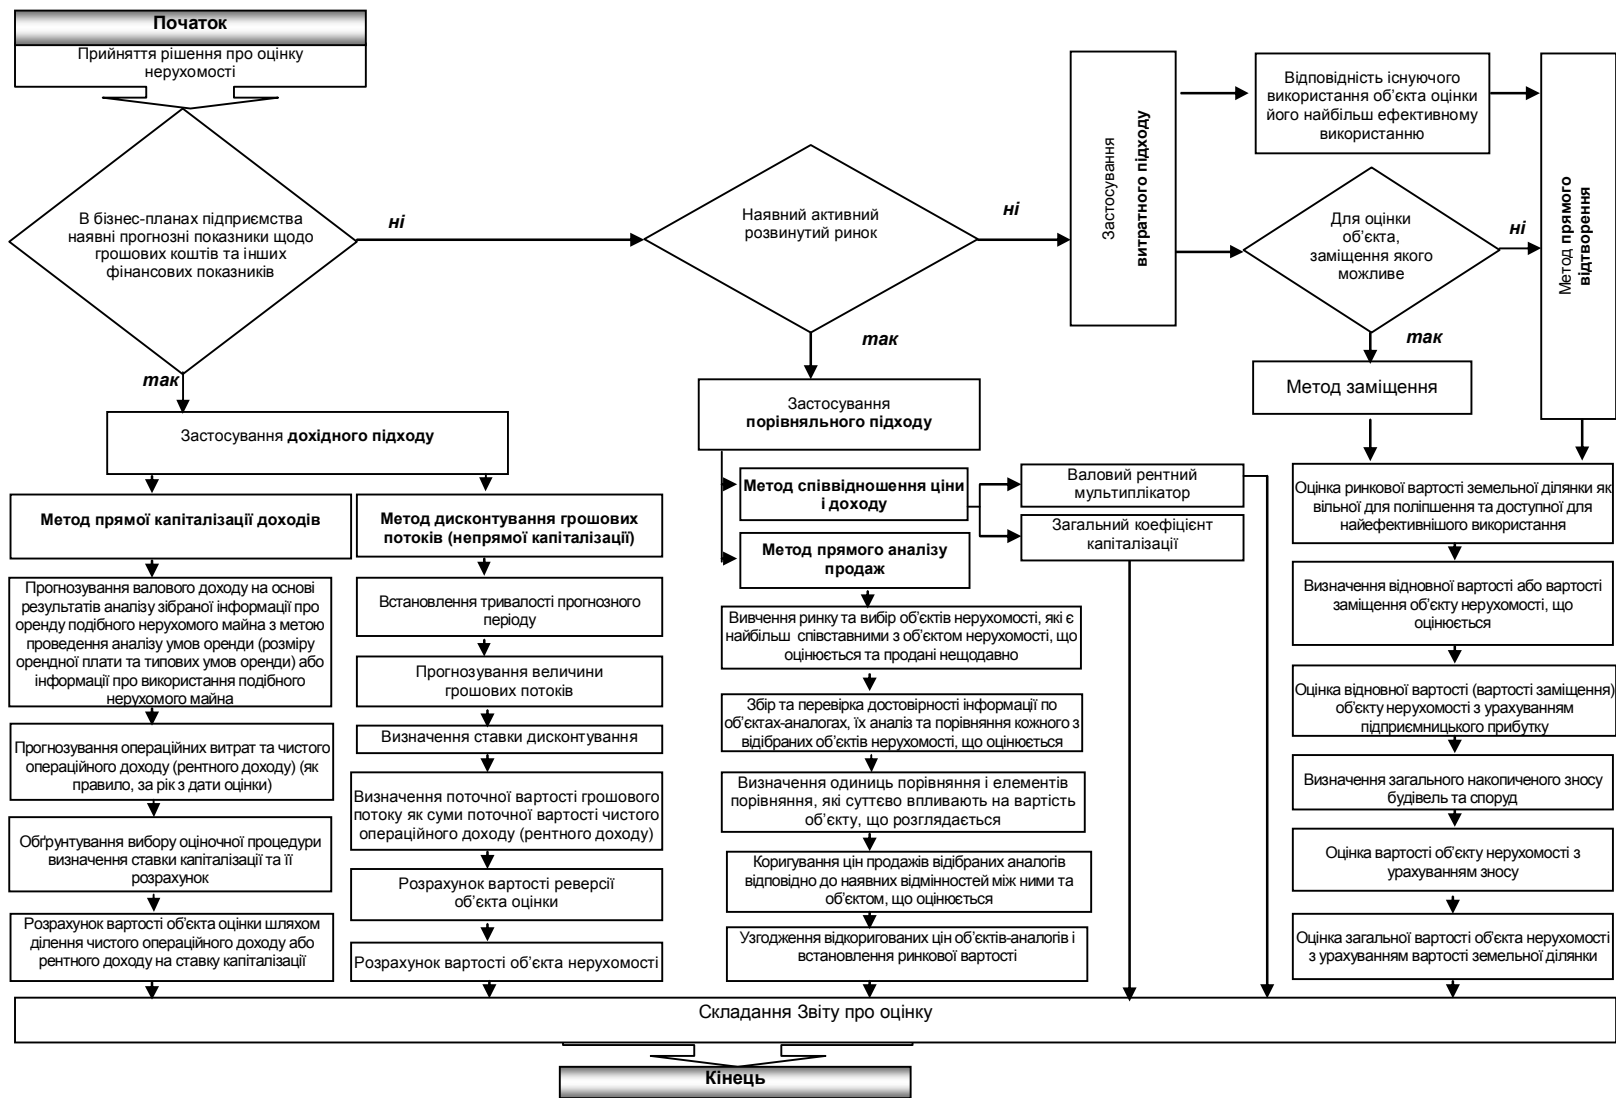 Початок
Прийняття рішення про оцінку
нерухомості
В бізнес-планах підприємства
наявні прогнозні показники щодо
грошових коштів та інших
фінансових показників
ні
так
Наявний активний
розвинутий ринок
ні
так
Застосування
витратного підходу
Відповідність існуючого
використання об’єкта оцінки
його найбільш ефективному
використанню
Для оцінки
об’єкта,
заміщення якого
можливе
ні
так
Метод прямого
відтворення
Метод заміщення
Застосування дохідного підходу
Застосування
порівняльного підходу
Метод прямої капіталізації доходів
Прогнозування валового доходу на основі
результатів аналізу зібраної інформації про
оренду подібного нерухомого майна з метою
проведення аналізу умов оренди (розміру
орендної плати та типових умов оренди) або
інформації про використання подібного
нерухомого майна
Прогнозування операційних витрат та чистого
операційного доходу (рентного доходу) (як
правило, за рік з дати оцінки)
Обґрунтування вибору оціночної процедури
визначення ставки капіталізації та її
розрахунок
Розрахунок вартості об’єкта оцінки шляхом
ділення чистого операційного доходу або
рентного доходу на ставку капіталізації
Метод дисконтування грошових
потоків (непрямої капіталізації)
Встановлення тривалості прогнозного
періоду
Прогнозування величини
грошових потоків
Визначення ставки дисконтування
Визначення поточної вартості грошового
потоку як суми поточної вартості чистого
операційного доходу (рентного доходу)
Розрахунок вартості реверсії
об’єкта оцінки
Розрахунок вартості об’єкта нерухомості
Метод співвідношення ціни
і доходу
Валовий рентний
мультиплікатор
Загальний коефіцієнт
капіталізації
Метод прямого аналізу
продаж
Вивчення ринку та вибір об’єктів нерухомості, які є
найбільш співставними з об’єктом нерухомості, що
оцінюється та продані нещодавно
Збір та перевірка достовірності інформації по
об’єктах-аналогах, їх аналіз та порівняння кожного з
відібраних об’єктів нерухомості, що оцінюється
Визначення одиниць порівняння і елементів
порівняння, які суттєво впливають на вартість
об’єкту, що розглядається
Коригування цін продажів відібраних аналогів
відповідно до наявних відмінностей між ними та
об’єктом, що оцінюється
Узгодження відкоригованих цін об’єктів-аналогів і
встановлення ринкової вартості
Оцінка ринкової вартості земельної ділянки як
вільної для поліпшення та доступної для
найефективнішого використання
Визначення відновної вартості або вартості
заміщення об’єкту нерухомості, що
оцінюється
Оцінка відновної вартості (вартості заміщення)
об’єкту нерухомості з урахуванням
підприємницького прибутку
Визначення загального накопиченого зносу
будівель та споруд
Оцінка вартості об’єкту нерухомості з
урахуванням зносу
Оцінка загальної вартості об’єкта нерухомості
з урахуванням вартості земельної ділянки
Складання Звіту про оцінку
Кінець